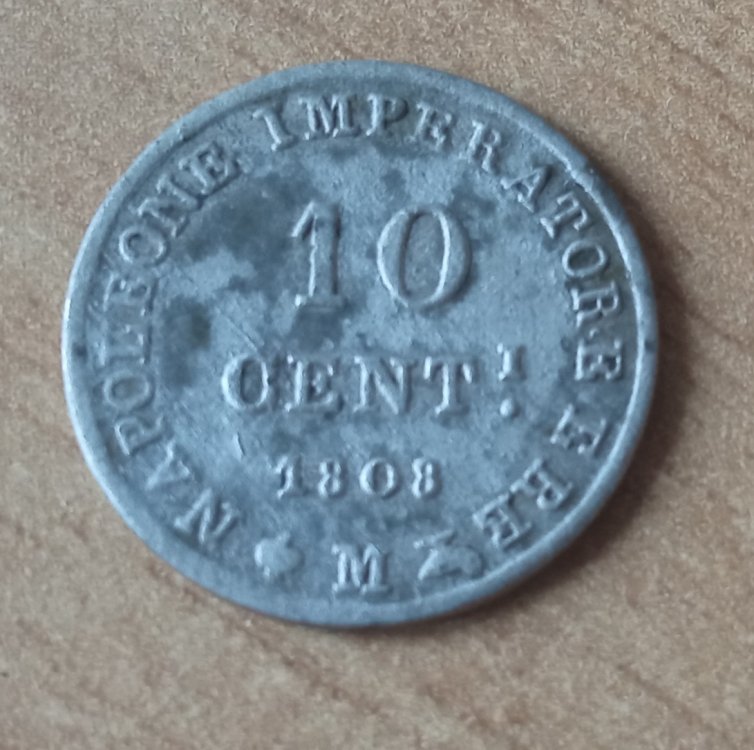 NAPOLEONE IMPERATORE E RE
10
CENT.I
1808
M